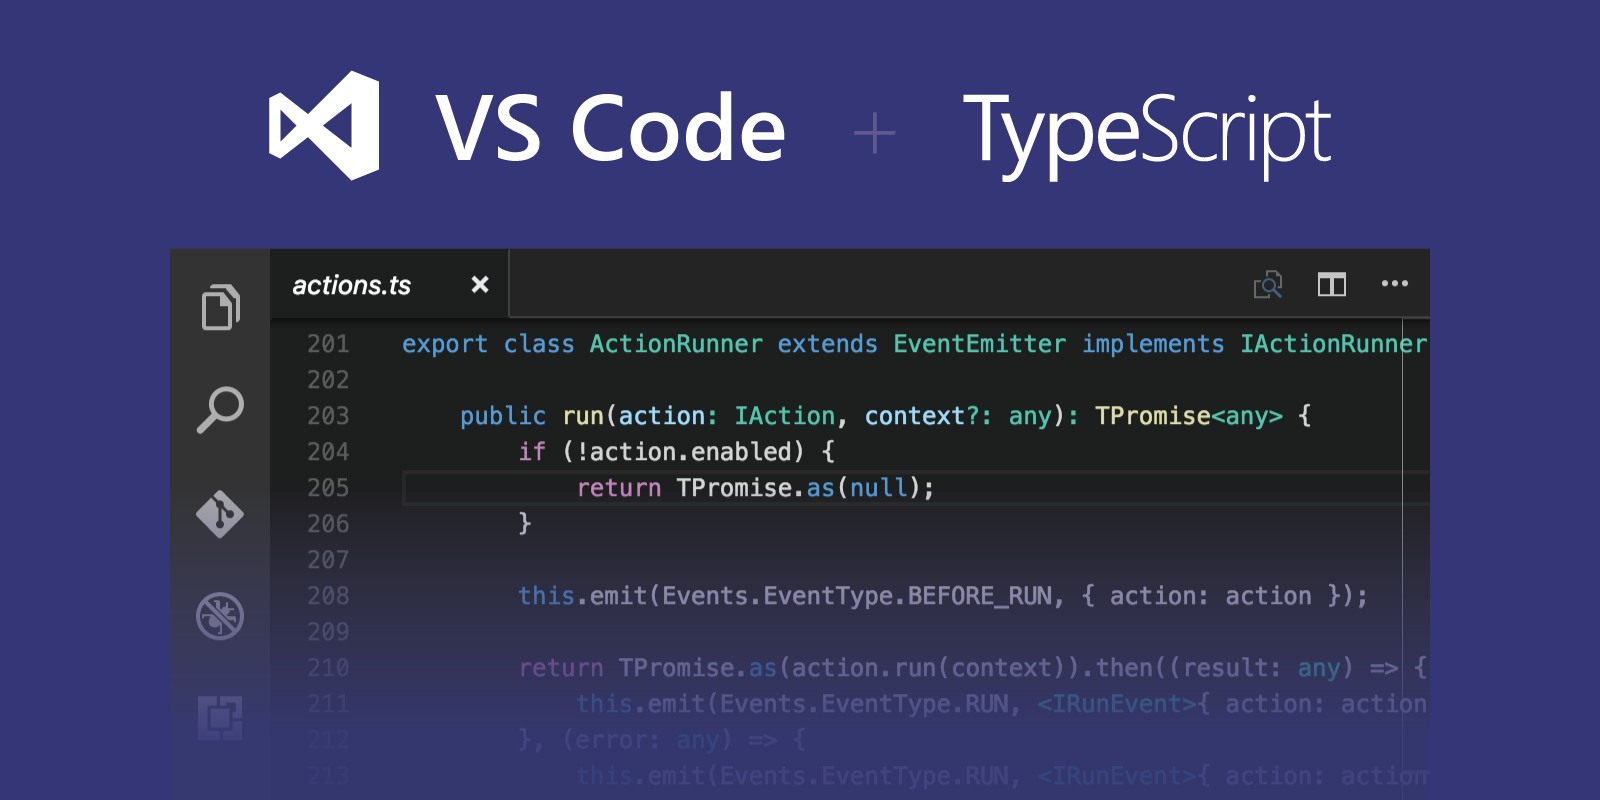 VS Code + TypeScript
actions.ts
201 export class ActionRunner extends EventEmitter implements IActionRunner
202
203 public run(action: IAction, context?: any): TPromise<any> {
204 if (!action.enabled) {
205 return TPromise.as(null);
206 }
207
208 this.emit(Events.EventType.BEFORE_RUN, { action: action });
209
210 return TPromise.as(action.run(context)).then((result: any) => {
211 this.emit(Events.EventType.RUN, <IRunEvent>{ action: action
212 }, (error: any) => {
213 this.emit(Events.EventType.RUN, <IRunEvent>{ action: action